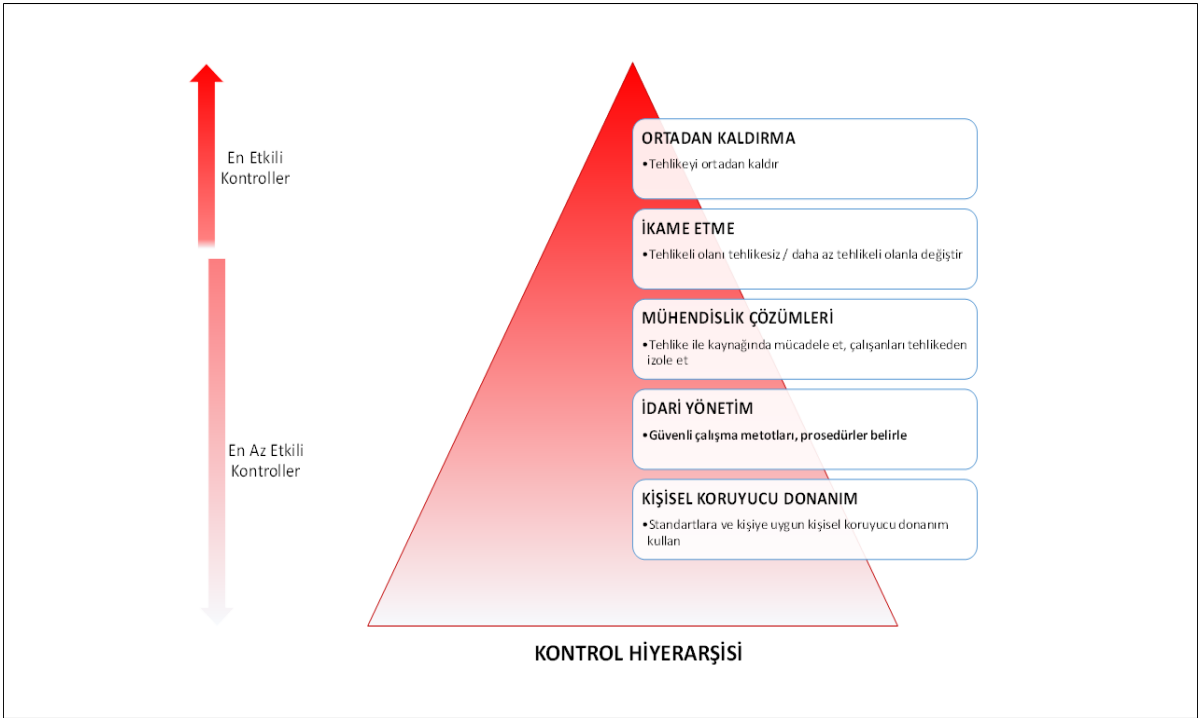 En Etkili
Kontroller
ORTADAN KALDIRMA
•Tehlikeyi ortadan kaldır
İKAME ETME
•Tehlikeli olanı tehlikesiz / daha az tehlikeli olanla değiştir
MÜHENDİSLİK ÇÖZÜMLERİ
•Tehlike ile kaynağında mücadele et, çalışanları tehlikeden
izole et
İDARİ YÖNETİM
•Güvenli çalışma metotları, prosedürler belirle
En Az Etkili
Kontroller
KİŞİSEL KORUYUCU DONANIM
•Standartlara ve kişiye uygun kişisel koruyucu donanım
kullan
KONTROL HİYERARŞİSİ